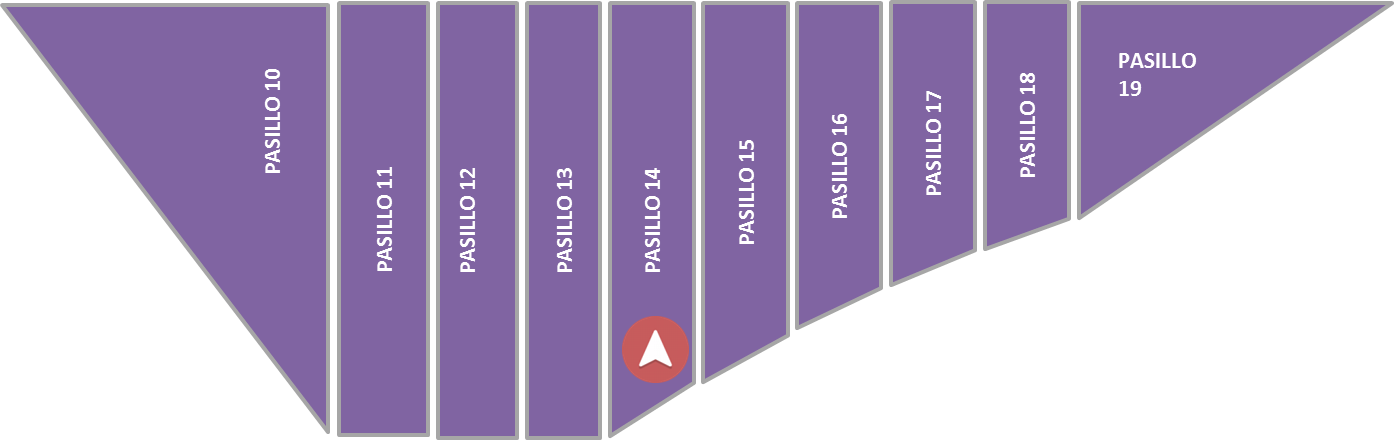 PASILLO 10
PASILLO 11
PASILLO 12
PASILLO 13
PASILLO 14
PASILLO 15
PASILLO 16
PASILLO 17
PASILLO 18
PASILLO
19